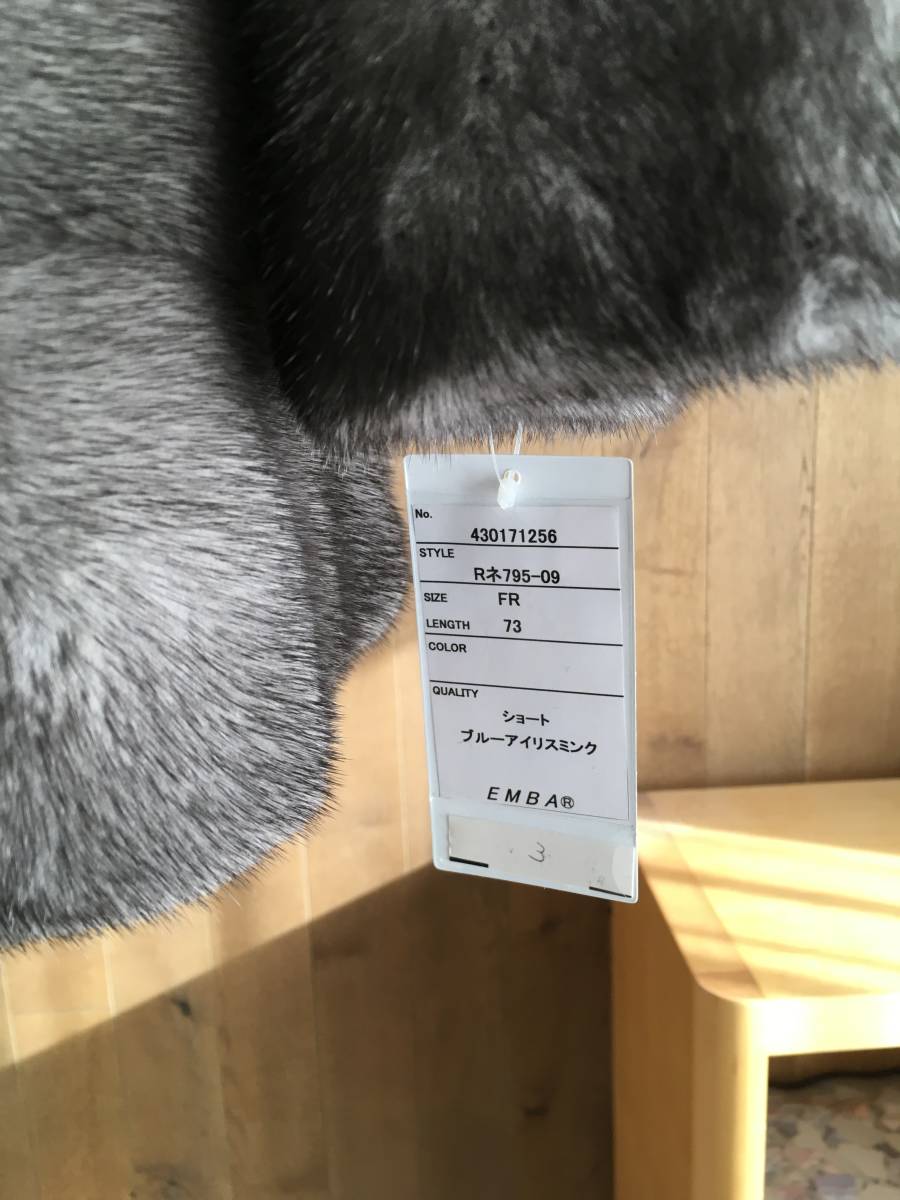 No.
430171256
STYLE
Rネ795-09
SIZE FR
LENGTH 73
COLOR
QUALITY
ショート
ブルーアイリスミンク
EMBA®
3